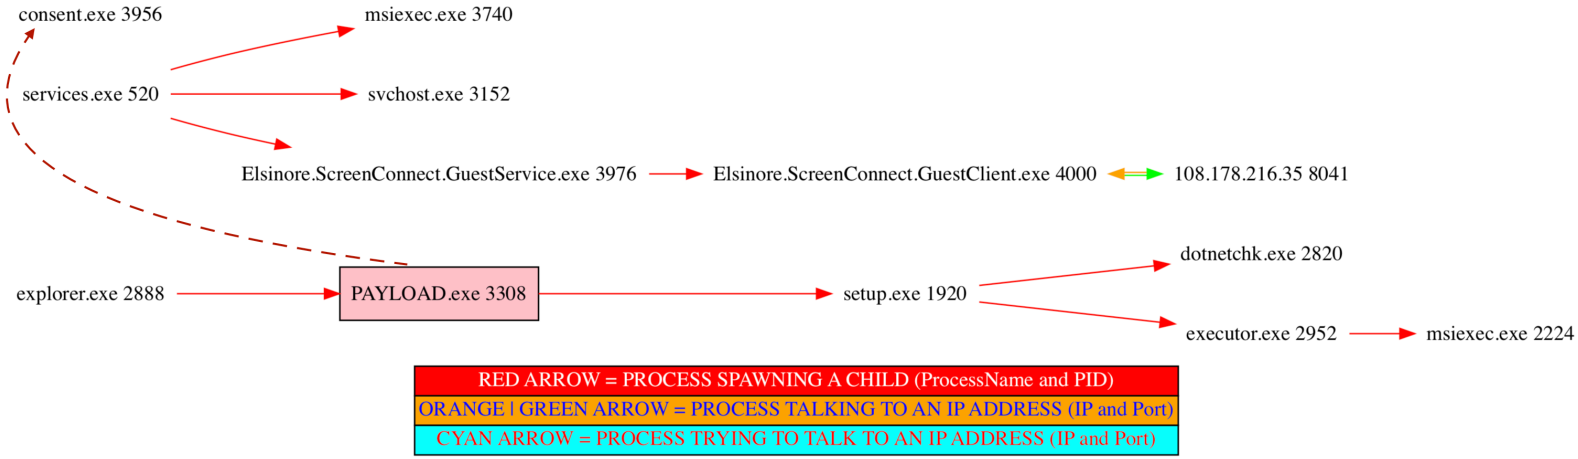 consent.exe 3956
msiexec.exe 3740
services.exe 520
svchost.exe 3152
Elsinore.ScreenConnect.GuestService.exe 3976
Elsinore.ScreenConnect.GuestClient.exe 4000
108.178.216.35 8041
dotnetchk.exe 2820
explorer.exe 2888
PAYLOAD.exe 3308
setup.exe 1920
executor.exe 2952
msiexec.exe 2224
RED ARROW = PROCESS SPAWNING A CHILD (ProcessName and PID)
ORANGE | GREEN ARROW = PROCESS TALKING TO AN IP ADDRESS (IP and Port)
CYAN ARROW = PROCESS TRYING TO TALK TO AN IP ADDRESS (IP and Port)